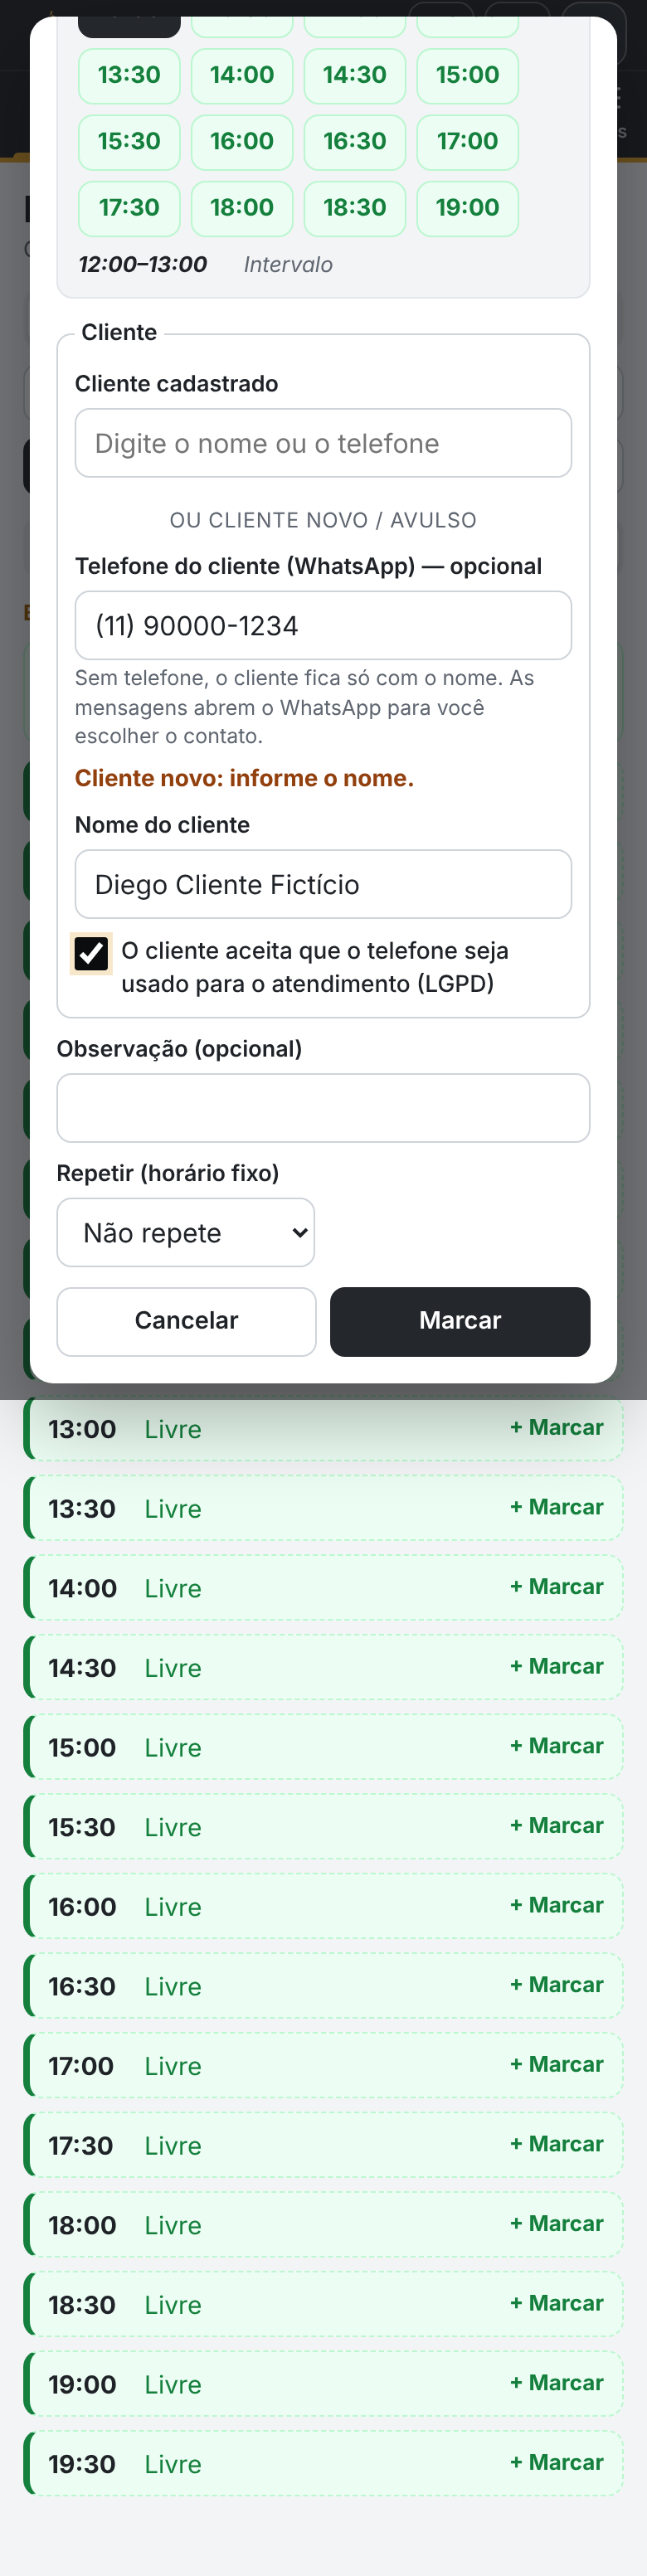 13:30 14:00 14:30 15:00
15:30 16:00 16:30 17:00
17:30 18:00 18:30 19:00
12:00–13:00 Intervalo
Cliente
Cliente cadastrado
Digite o nome ou o telefone
OU CLIENTE NOVO / AVULSO
Telefone do cliente (WhatsApp) — opcional
(11) 90000-1234
Sem telefone, o cliente fica só com o nome. As
mensagens abrem o WhatsApp para você
escolher o contato.
Cliente novo: informe o nome.
Nome do cliente
Diego Cliente Fictício
O cliente aceita que o telefone seja
usado para o atendimento (LGPD)
Observação (opcional)
Repetir (horário fixo)
Não repete
Cancelar Marcar
13:00 Livre + Marcar
13:30 Livre + Marcar
14:00 Livre + Marcar
14:30 Livre + Marcar
15:00 Livre + Marcar
15:30 Livre + Marcar
16:00 Livre + Marcar
16:30 Livre + Marcar
17:00 Livre + Marcar
17:30 Livre + Marcar
18:00 Livre + Marcar
18:30 Livre + Marcar
19:00 Livre + Marcar
19:30 Livre + Marcar